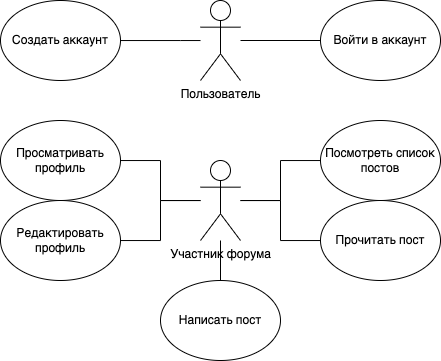 Создать аккаунт
Войти в аккаунт
Пользователь
Просматривать
профиль
Посмотреть список
постов
Редактировать
профиль
Участник форума
Прочитать пост
Написать пост